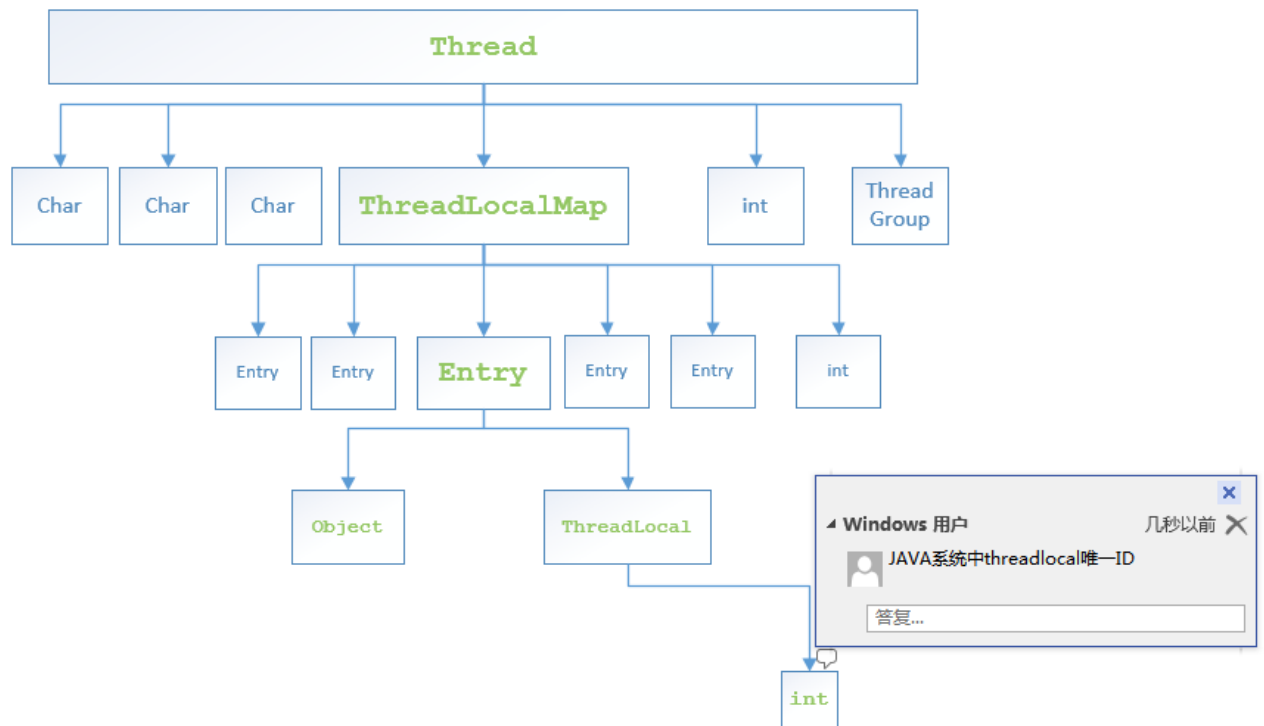 Thread
Char
Char
Char
ThreadLocalMap
int
Thread
Group
Entry
Entry
Entry
Entry
Entry
int
Object
ThreadLocal
Windows 用户
几秒以前
JAVA系统中threadlocal唯一ID
答复...
int